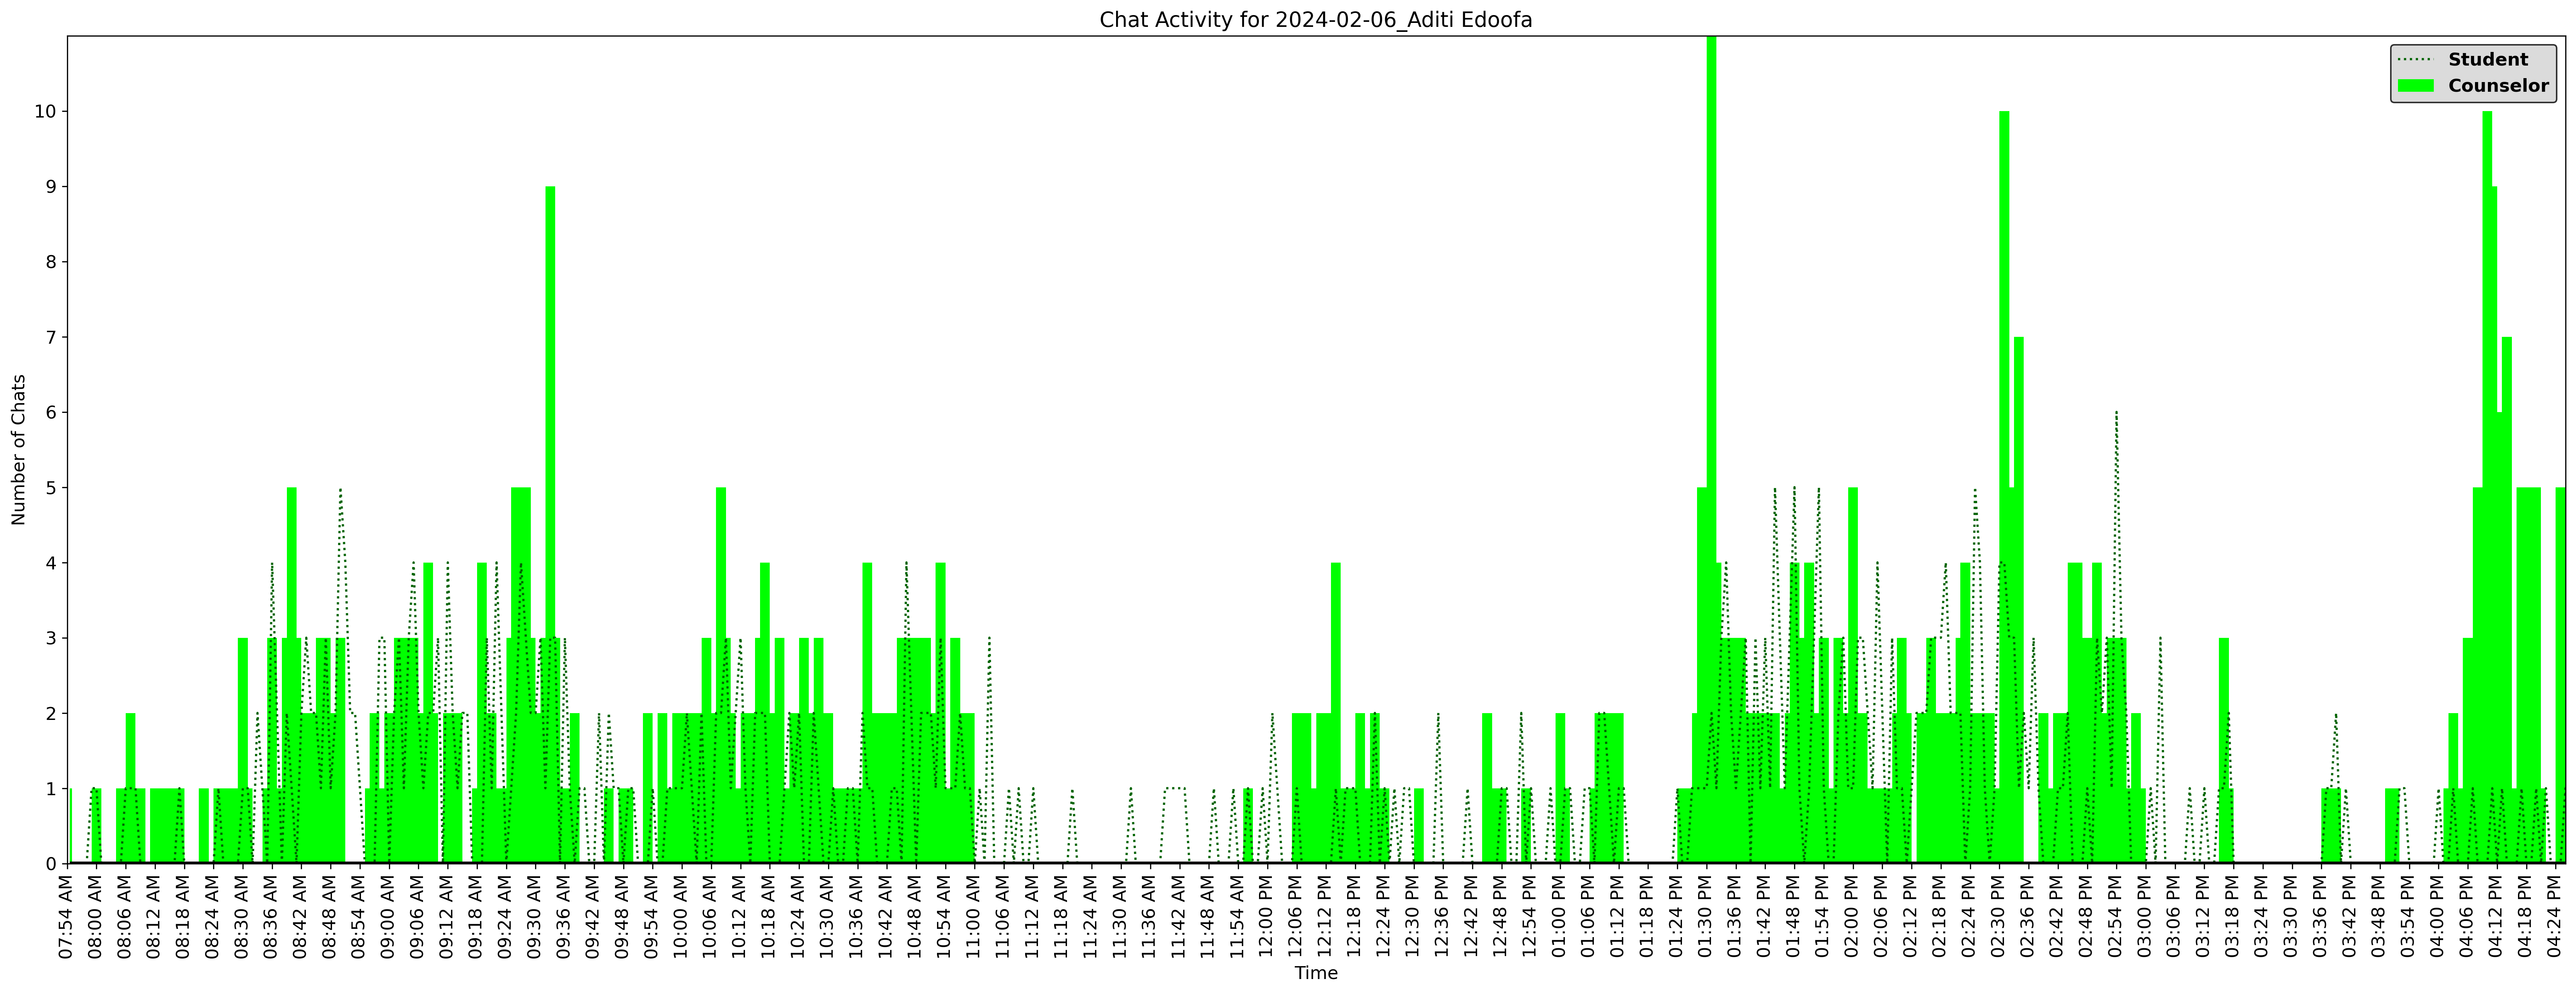 Chat Activity for 2024-02-06_Aditi Edoofa
Student
Counselor
Number of Chats
10
9
8
7
6
5
4
3
2
1
0
07:54 AM
08:00 AM
08:06 AM
08:12 AM
08:18 AM
08:24 AM
08:30 AM
08:36 AM
08:42 AM
08:48 AM
08:54 AM
09:00 AM
09:06 AM
09:12 AM
09:18 AM
09:24 AM
09:30 AM
09:36 AM
09:42 AM
09:48 AM
09:54 AM
10:00 AM
10:06 AM
10:12 AM
10:18 AM
10:24 AM
10:30 AM
10:36 AM
10:42 AM
10:48 AM
10:54 AM
11:00 AM
11:06 AM
11:12 AM
11:18 AM
11:24 AM
11:30 AM
11:36 AM
11:42 AM
11:48 AM
11:54 AM
12:00 PM
12:06 PM
12:12 PM
12:18 PM
12:24 PM
12:30 PM
12:36 PM
12:42 PM
12:48 PM
12:54 PM
01:00 PM
01:06 PM
01:12 PM
01:18 PM
01:24 PM
01:30 PM
01:36 PM
01:42 PM
01:48 PM
01:54 PM
02:00 PM
02:06 PM
02:12 PM
02:18 PM
02:24 PM
02:30 PM
02:36 PM
02:42 PM
02:48 PM
02:54 PM
03:00 PM
03:06 PM
03:12 PM
03:18 PM
03:24 PM
03:30 PM
03:36 PM
03:42 PM
03:48 PM
03:54 PM
04:00 PM
04:06 PM
04:12 PM
04:18 PM
04:24 PM
Time